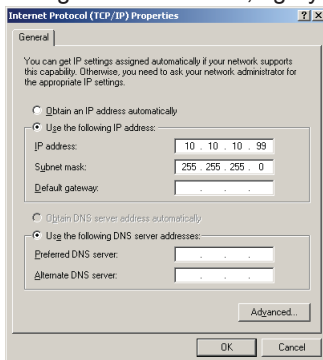 Internet Protocol (TCP/IP) Properties
General
You can get IP settings assigned automatically if your network supports
this capability. Otherwise, you need to ask your network administrator for
the appropriate IP settings.
Obtain an IP address automatically
Use the following IP address:
IP address: 10 . 10 . 10 . 99
Subnet mask: 255 . 255 . 255 . 0
Default gateway: . . .
Obtain DNS server address automatically
Use the following DNS server addresses:
Preferred DNS server: . . .
Alternate DNS server: . . .
Advanced...
OK Cancel